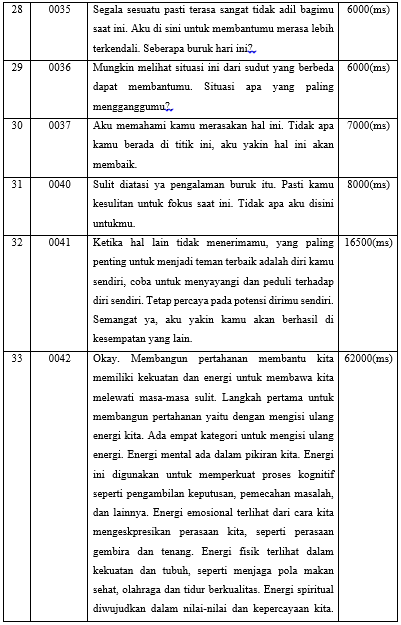 28 0035 Segala sesuatu pasti terasa sangat tidak adil bagimu 6000(ms)
saat ini. Aku di sini untuk membantumu merasa lebih
terkendali. Seberapa buruk hari ini?
29 0036 Mungkin melihat situasi ini dari sudut yang berbeda 6000(ms)
dapat membantumu. Situasi apa yang paling
mengganggumu?
30 0037 Aku memahami kamu merasakan hal ini. Tidak apa 7000(ms)
kamu berada di titik ini, aku yakin hal ini akan
membaik.
31 0040 Sulit diatasi ya pengalaman buruk itu. Pasti kamu 8000(ms)
kesulitan untuk fokus saat ini. Tidak apa aku disini
untukmu.
32 0041 Ketika hal lain tidak menerimamu, yang paling 16500(ms)
penting untuk menjadi teman terbaik adalah diri kamu
sendiri, coba untuk menyayangi dan peduli terhadap
diri sendiri. Tetap percaya pada potensi dirimu sendiri.
Semangat ya, aku yakin kamu akan berhasil di
kesempatan yang lain.
33 0042 Okay. Membangun pertahanan membantu kita 62000(ms)
memiliki kekuatan dan energi untuk membawa kita
melewati masa-masa sulit. Langkah pertama untuk
membangun pertahanan yaitu dengan mengisi ulang
energi kita. Ada empat kategori untuk mengisi ulang
energi. Energi mental ada dalam pikiran kita. Energi
ini digunakan untuk memperkuat proses kognitif
seperti pengambilan keputusan, pemecahan masalah,
dan lainnya. Energi emosional terlihat dari cara kita
mengeskpresikan perasaan kita, seperti perasaan
gembira dan tenang. Energi fisik terlihat dalam
kekuatan dan tubuh, seperti menjaga pola makan
sehat, olahraga dan tidur berkualitas. Energi spiritual
diwujudkan dalam nilai-nilai dan kepercayaan kita.